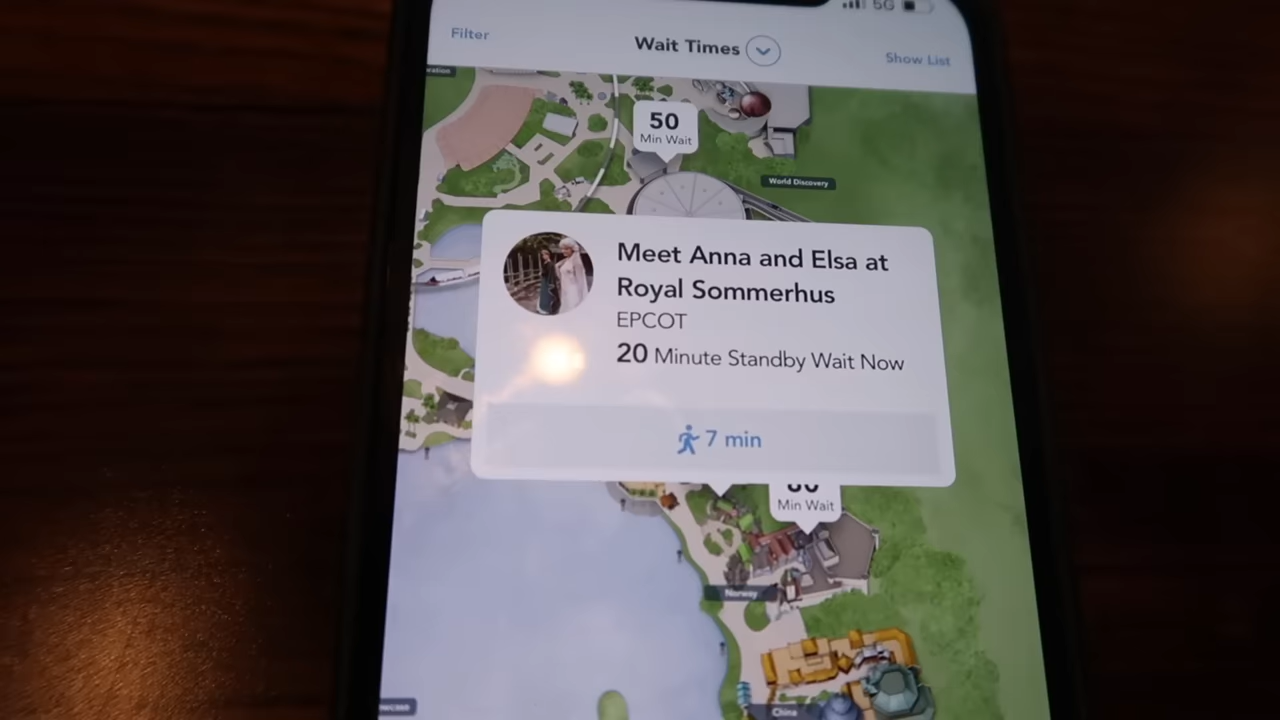 5G
Filter
Wait Times
Show List
50
Min Wait
World Discovery
Meet Anna and Elsa at
Royal Sommerhus
EPCOT
20 Minute Standby Wait Now
7 min
Min Wait
Norway
China